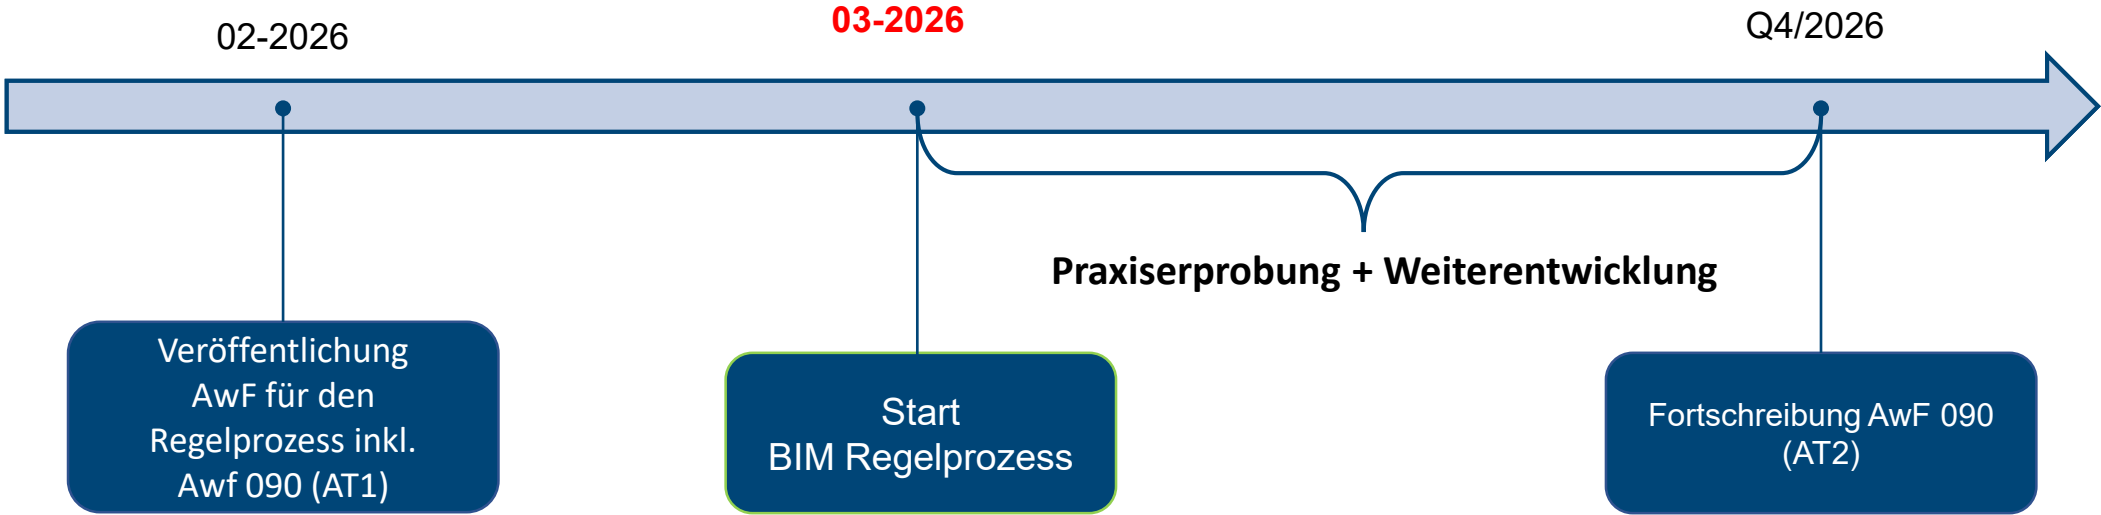 02-2026
03-2026
Q4/2026
Praxiserprobung + Weiterentwicklung
Veröffentlichung
AwF für den
Regelprozess inkl.
Awf 090 (AT1)
Start
BIM Regelprozess
Fortschreibung AwF 090
(AT2)